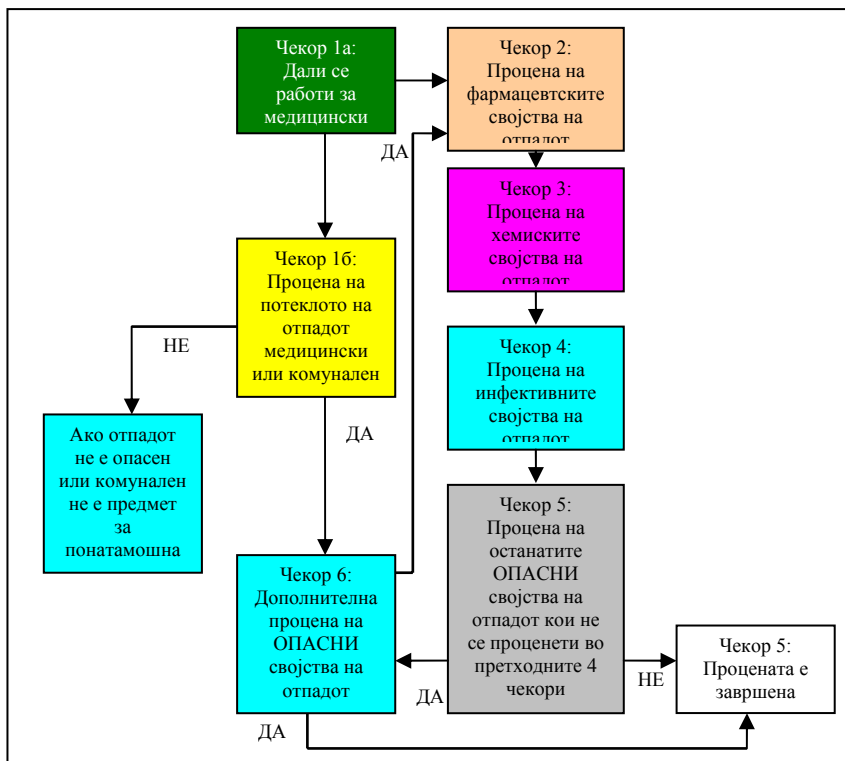 Чекор 1а:
Дали се
работи за
медицински
Чекор 2:
Процена на
фармацевтските
својства на
отпадот
ДА
Чекор 3:
Процена на
хемиските
својства на
отпадот
Чекор 1б:
Процена на
потеклото на
отпадот
медицински
или комунален
НЕ
Чекор 4:
Процена на
инфективните
својства на
отпадот
Ако отпадот
не е опасен
или комунален
не е предмет
за
понатамошна
ДА
Чекор 5:
Процена на
останатите
ОПАСНИ
својства на
отпадот кои не
се проценети во
претходните 4
чекори
Чекор 6:
Дополнителна
процена на
ОПАСНИ
својства на
отпадот
ДА
НЕ
Чекор 5:
Процената е
завршена
ДА